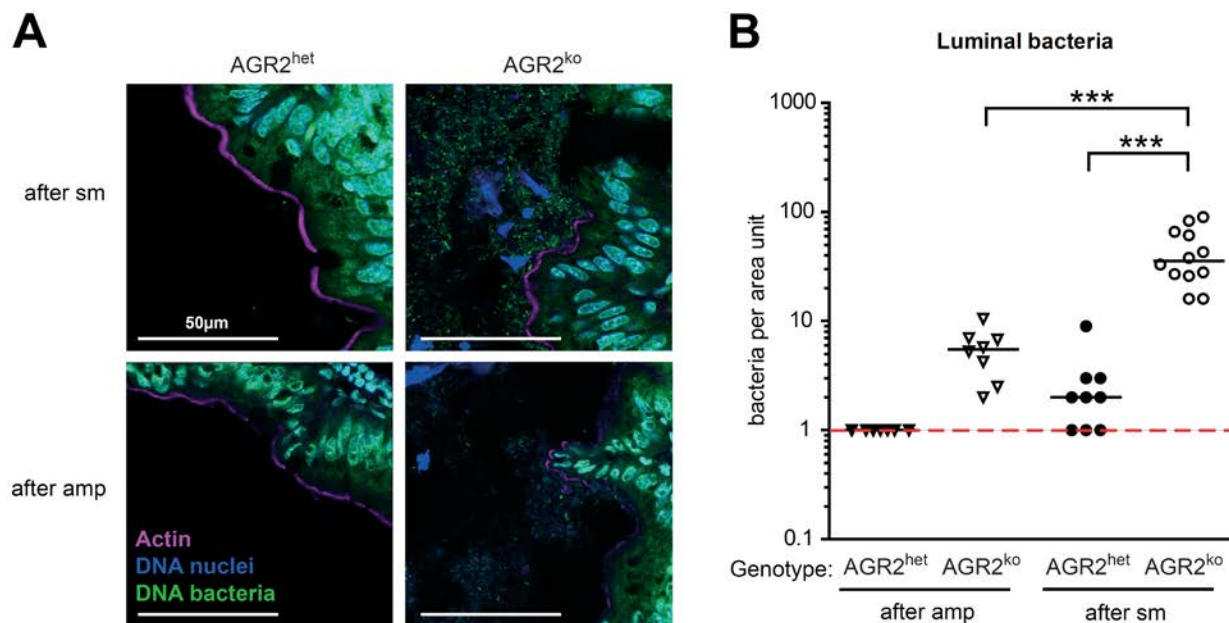 A
AGR2het
AGR2ko
after sm
50µm
after amp
Actin
DNA nuclei
DNA bacteria
B
Luminal bacteria
***
***
bacteria per area unit
1000
100
10
1
0.1
Genotype: AGR2het AGR2ko AGR2het AGR2ko
after amp after sm